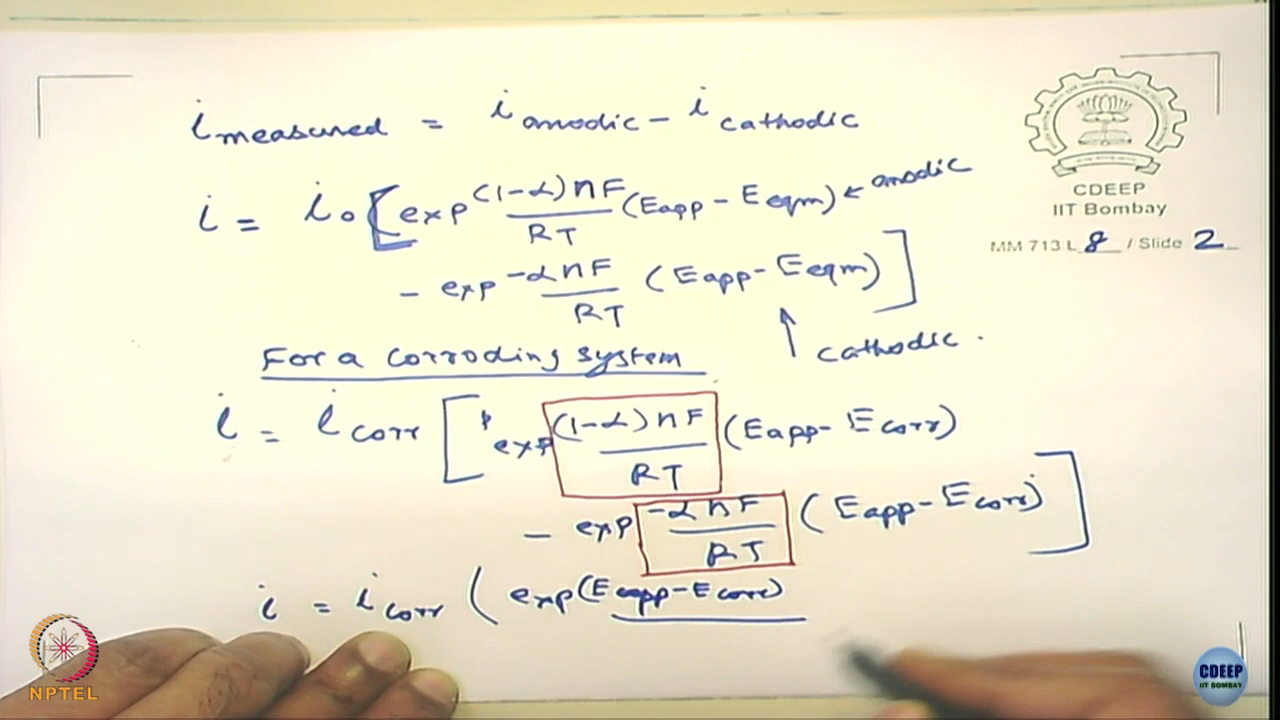 i measured = i anodic - i cathodic
i = i₀ [ exp (1-α)nF/RT (Eapp - Eeqm) ← anodic
- exp -αnF/RT (Eapp - Eeqm) ]
cathodic.
For a corroding system
i = i corr [ exp (1-α)nF/RT (Eapp - Ecorr)
- exp -αnF/RT (Eapp - Ecorr) ]
i = i corr ( exp (Eapp - Ecorr)
CDEEP
IIT Bombay
MM 713 L 8 / Slide 2
NPTEL
CDEEP
IIT BOMBAY